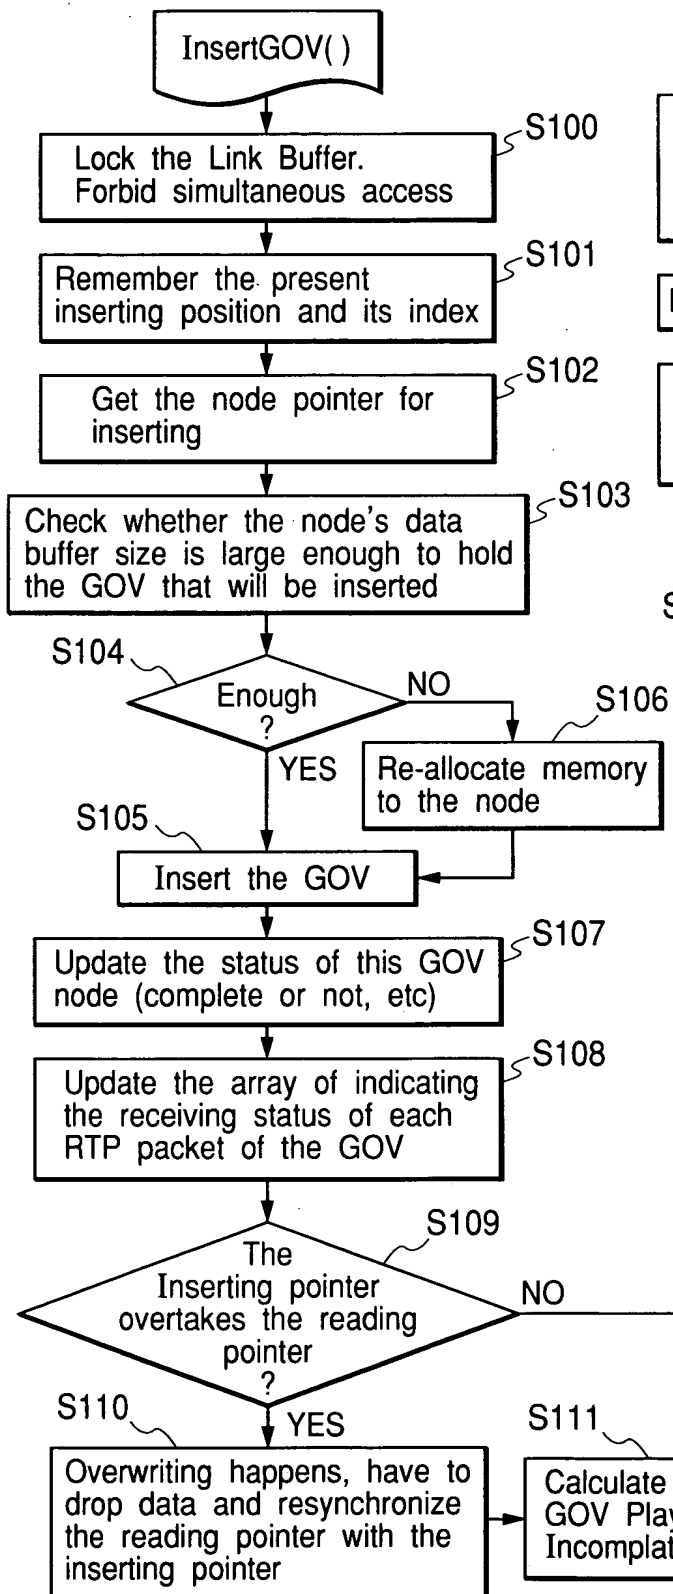 InsertGOV( )
S100
Lock the Link Buffer.
Forbid simultaneous access
S101
Remember the present
inserting position and its index
S102
Get the node pointer for
inserting
S103
Check whether the node's data
buffer size is large enough to hold
the GOV that will be inserted
S104
Enough
?
NO
YES
S106
Re-allocate memory
to the node
S105
Insert the GOV
S107
Update the status of this GOV
node (complete or not, etc)
S108
Update the array of indicating
the receiving status of each
RTP packet of the GOV
S109
The
Inserting pointer
overtakes the reading
pointer
?
NO
YES
S110
Overwriting happens, have to
drop data and resynchronize
the reading pointer with the
inserting pointer
S111
Calculate
GOV Play
Incomplat